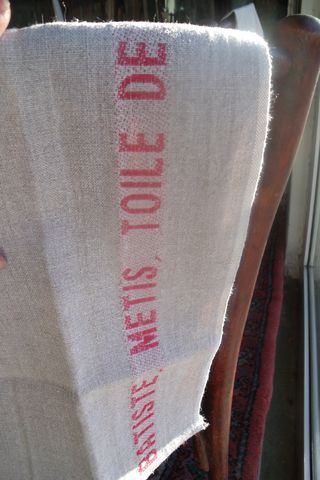 BATISTE, METIS, TOILE DE